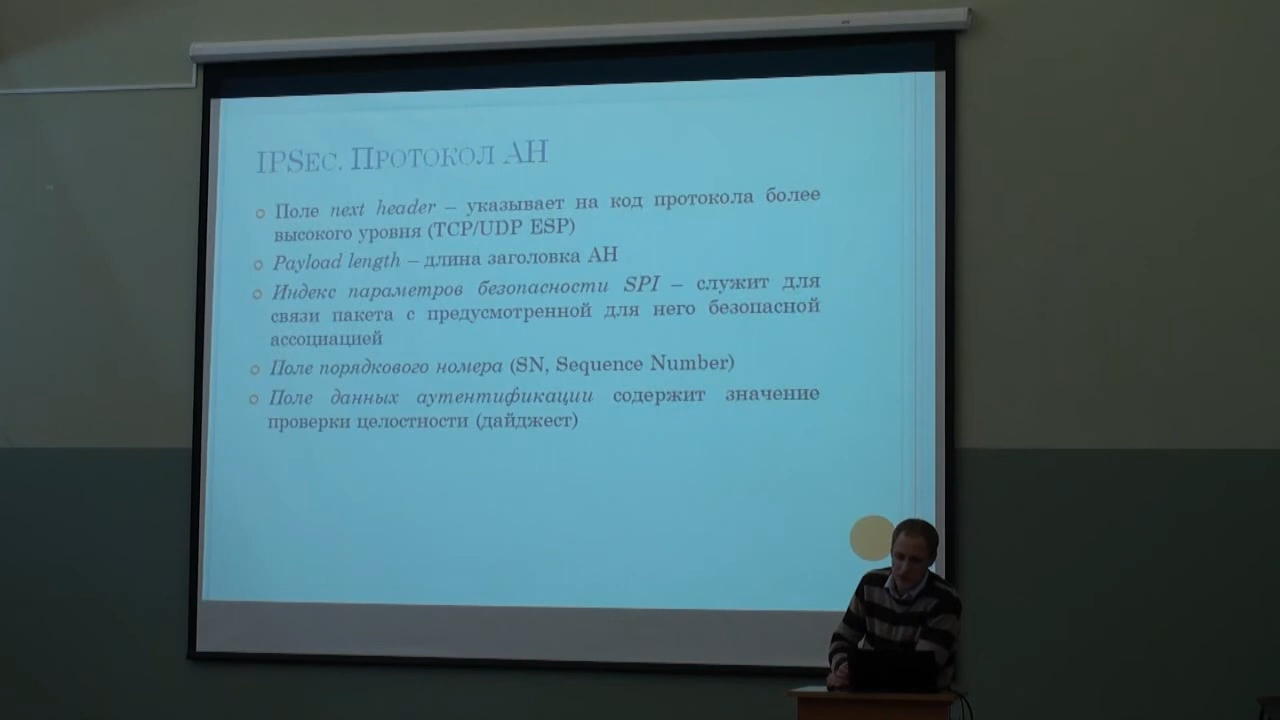 IPSec. Протокол AH
Поле next header – указывает на код протокола более
высокого уровня (TCP/UDP ESP)
Payload length – длина заголовка AH
Индекс параметров безопасности SPI – служит для
связи пакета с предусмотренной для него безопасной
ассоциацией
Поле порядкового номера (SN, Sequence Number)
Поле данных аутентификации содержит значение
проверки целостности (дайджест)